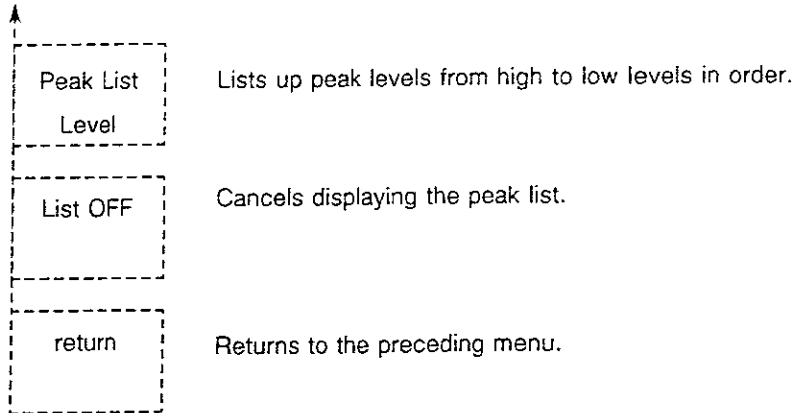 Peak List
Level
Lists up peak levels from high to low levels in order.
List OFF
Cancels displaying the peak list.
return
Returns to the preceding menu.